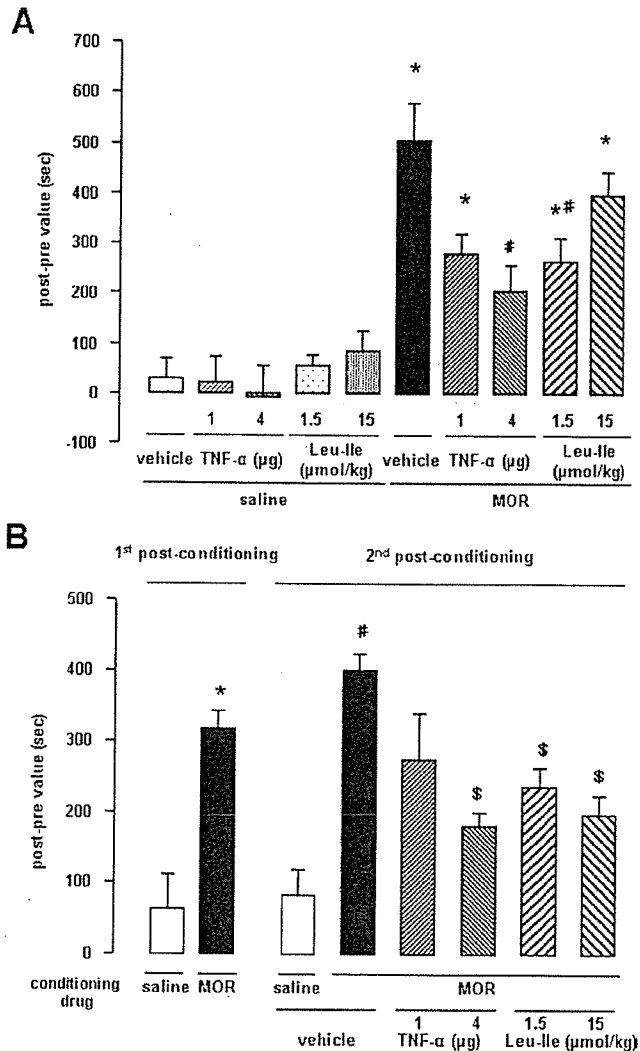 A
700
600
500
400
300
200
100
0
-100
post-pre value (sec)
* * # *# *
1 4 1.5 15 1 4 1.5 15
vehicle TNF-α (µg) Leu-Ile (µmol/kg) vehicle TNF-α (µg) Leu-Ile (µmol/kg)
saline MOR
B
1st post-conditioning 2nd post-conditioning
500
400
300
200
100
0
post-pre value (sec)
* # $ $ $
conditioning drug
saline MOR saline MOR
1 4 1.5 15
vehicle TNF-α (µg) Leu-Ile (µmol/kg)